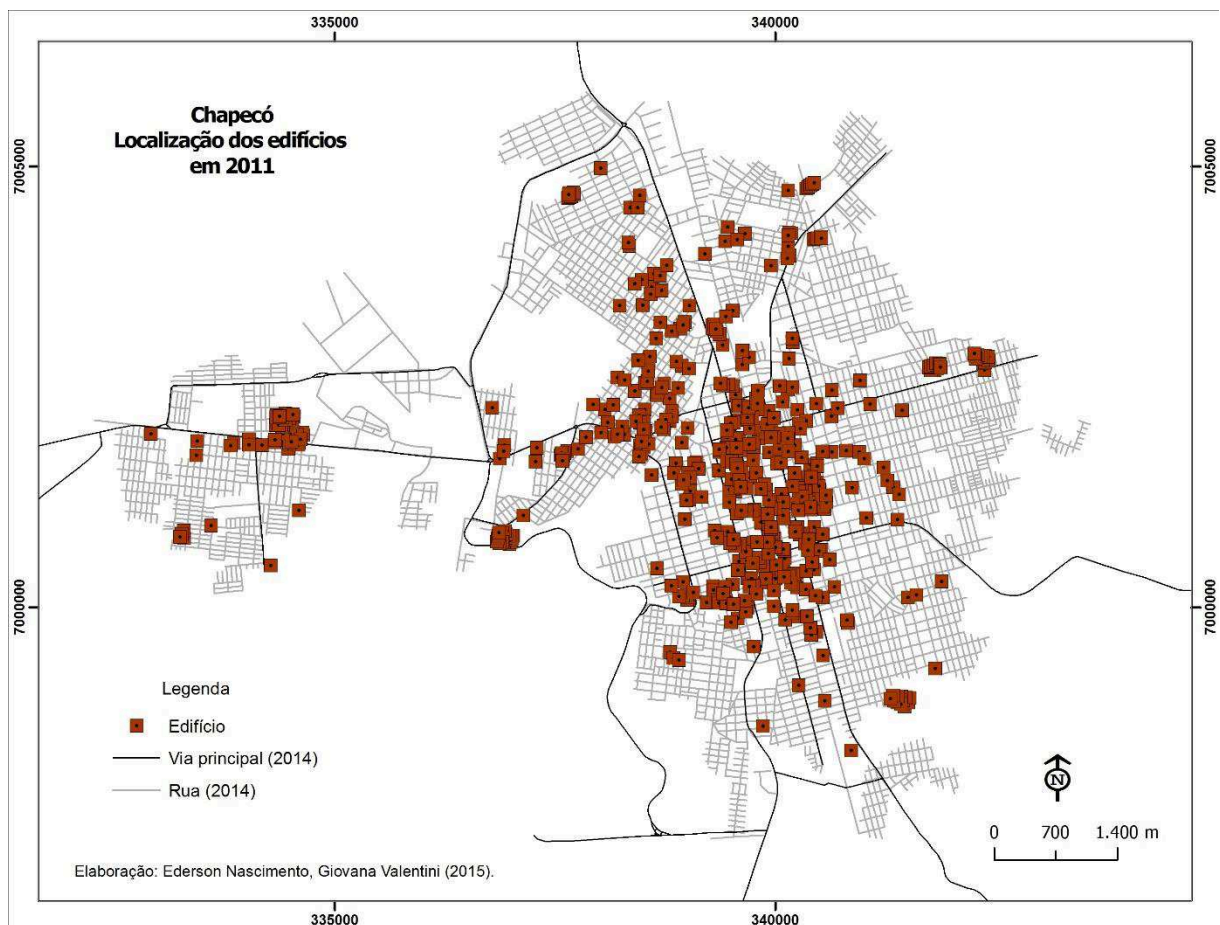 335000
340000
Chapecó
Localização dos edifícios
em 2011
7005000
7005000
7000000
7000000
Legenda
Edifício
Via principal (2014)
Rua (2014)
N
0 700 1.400 m
Elaboração: Ederson Nascimento, Giovana Valentini (2015).
335000
340000